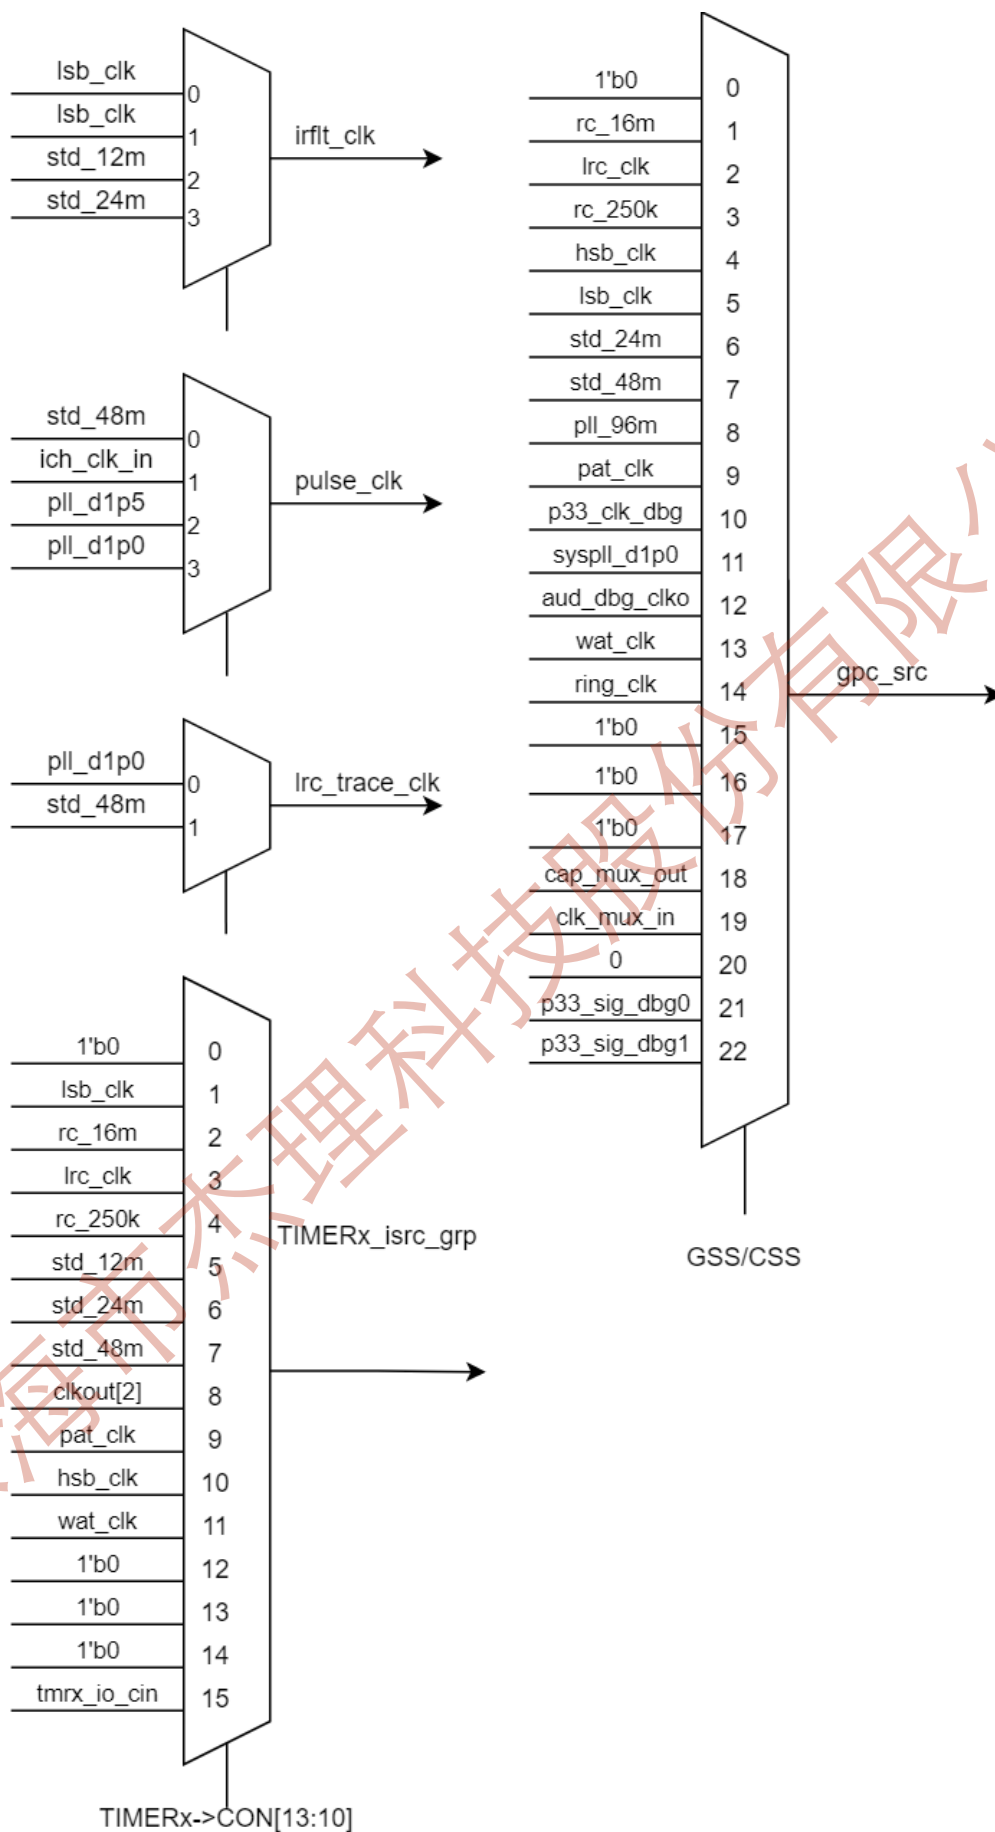 lsb_clk
0
lsb_clk
1
std_12m
2
std_24m
3
irflt_clk
std_48m
0
ich_clk_in
1
pll_d1p5
2
pll_d1p0
3
pulse_clk
pll_d1p0
0
std_48m
1
lrc_trace_clk
1'b0 0
lsb_clk 1
rc_16m 2
lrc_clk 3
rc_250k 4
std_12m 5
std_24m 6
std_48m 7
clkout[2] 8
pat_clk 9
hsb_clk 10
wat_clk 11
1'b0 12
1'b0 13
1'b0 14
tmrx_io_cin 15
TIMERx_isrc_grp
TIMERx->CON[13:10]
1'b0 0
rc_16m 1
lrc_clk 2
rc_250k 3
hsb_clk 4
lsb_clk 5
std_24m 6
std_48m 7
pll_96m 8
pat_clk 9
p33_clk_dbg 10
syspll_d1p0 11
aud_dbg_clko 12
wat_clk 13
ring_clk 14
1'b0 15
1'b0 16
1'b0 17
cap_mux_out 18
clk_mux_in 19
0 20
p33_sig_dbg0 21
p33_sig_dbg1 22
gpc_src
GSS/CSS
海市杰理科技股份有限公